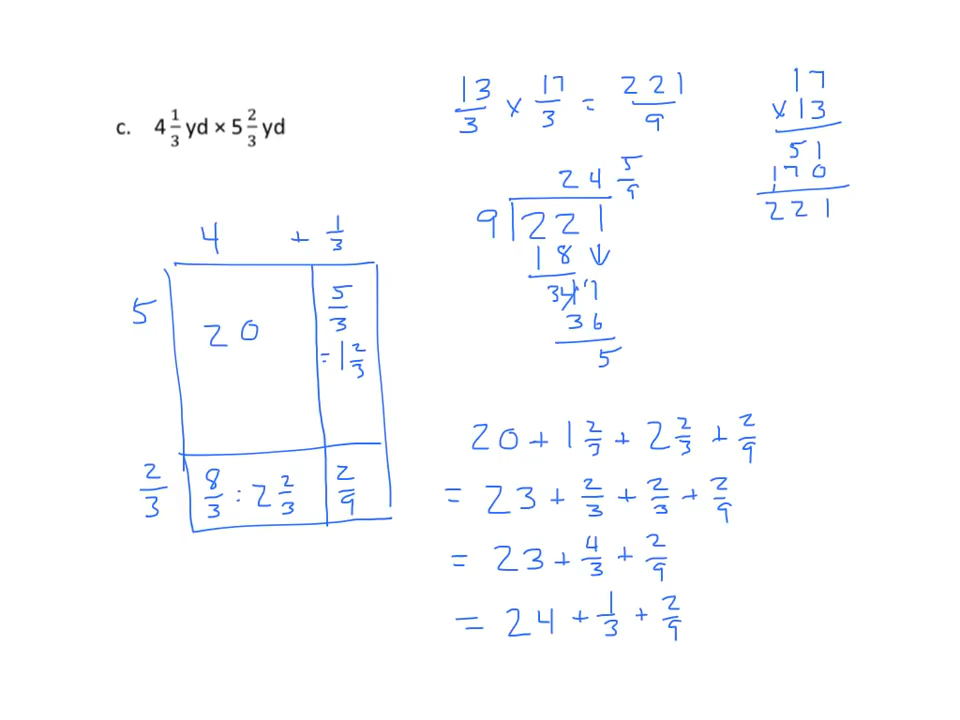 c. 4 1/3 yd × 5 2/3 yd
13/3 × 17/3 = 221/9
17
× 13
51
170
221
24 5/9
9 221
18 ↓
36
5
4 + 1/3
5 20 5/3
= 1 2/3
2/3 8/3 : 2 2/3 2/9
20 + 1 2/3 + 2 2/3 + 2/9
= 23 + 2/3 + 2/3 + 2/9
= 23 + 4/3 + 2/9
= 24 + 1/3 + 2/9